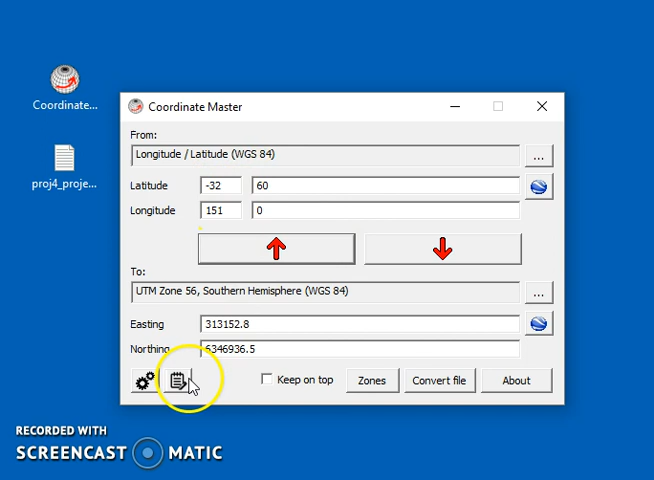 Coordinate...
proj4_proje...
Coordinate Master
From:
Longitude / Latitude (WGS 84)
...
Latitude
-32
60
Longitude
151
0
To:
UTM Zone 56, Southern Hemisphere (WGS 84)
...
Easting
313152.8
Northing
6346936.5
Keep on top
Zones
Convert file
About
RECORDED WITH
SCREENCAST MATIC